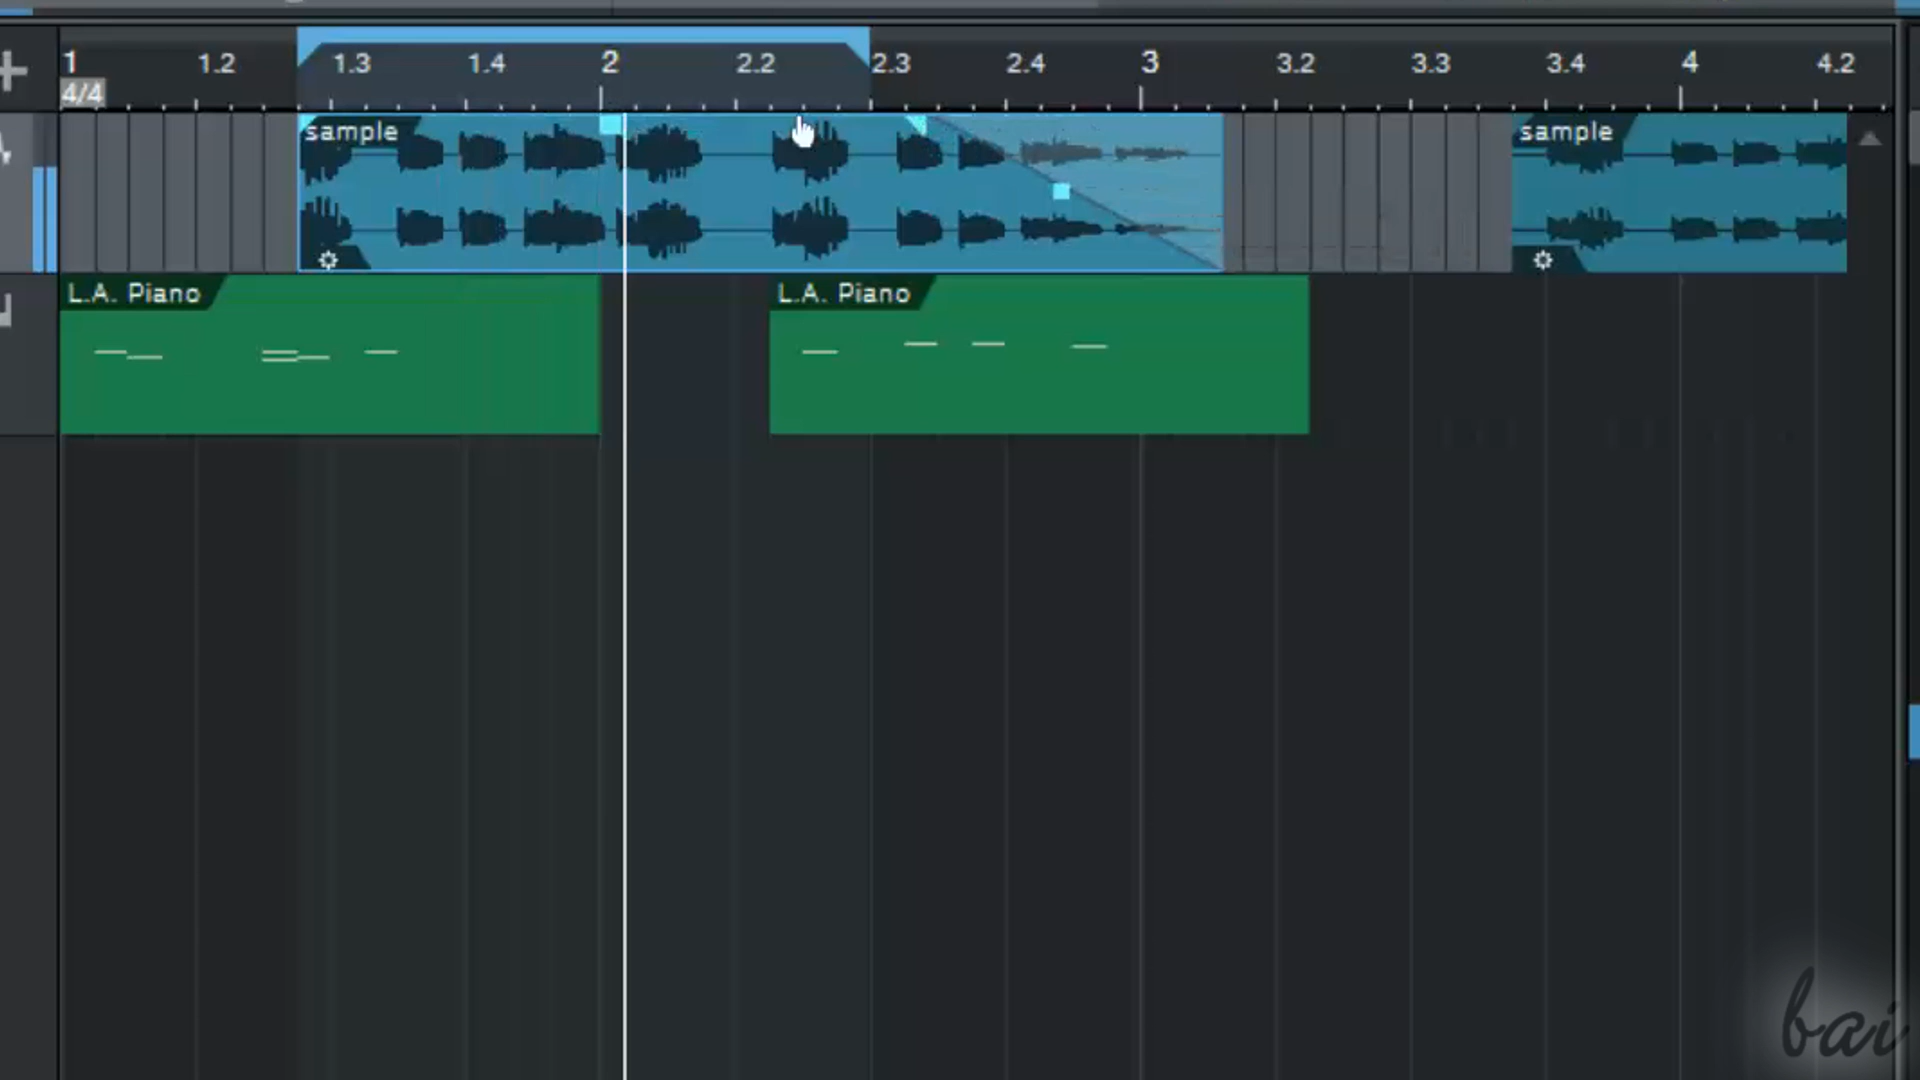 1 1.2 1.3 1.4 2 2.2 2.3 2.4 3 3.2 3.3 3.4 4 4.2
4/4
sample sample
L.A. Piano L.A. Piano
bai